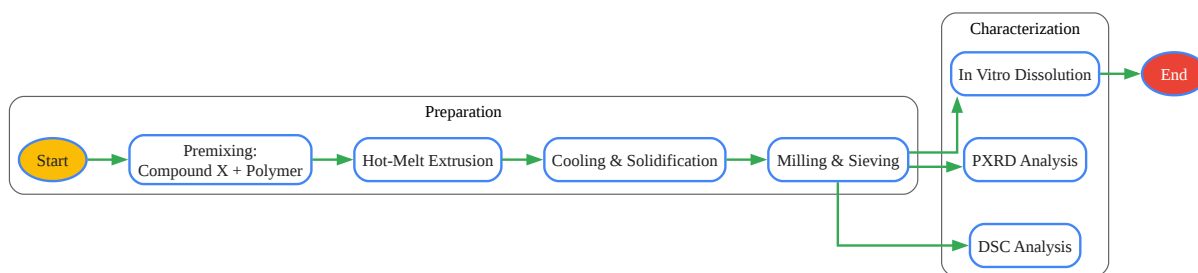 Characterization
In Vitro Dissolution
End
Preparation
Start
Premixing:
Compound X + Polymer
Hot-Melt Extrusion
Cooling & Solidification
Milling & Sieving
PXRD Analysis
DSC Analysis